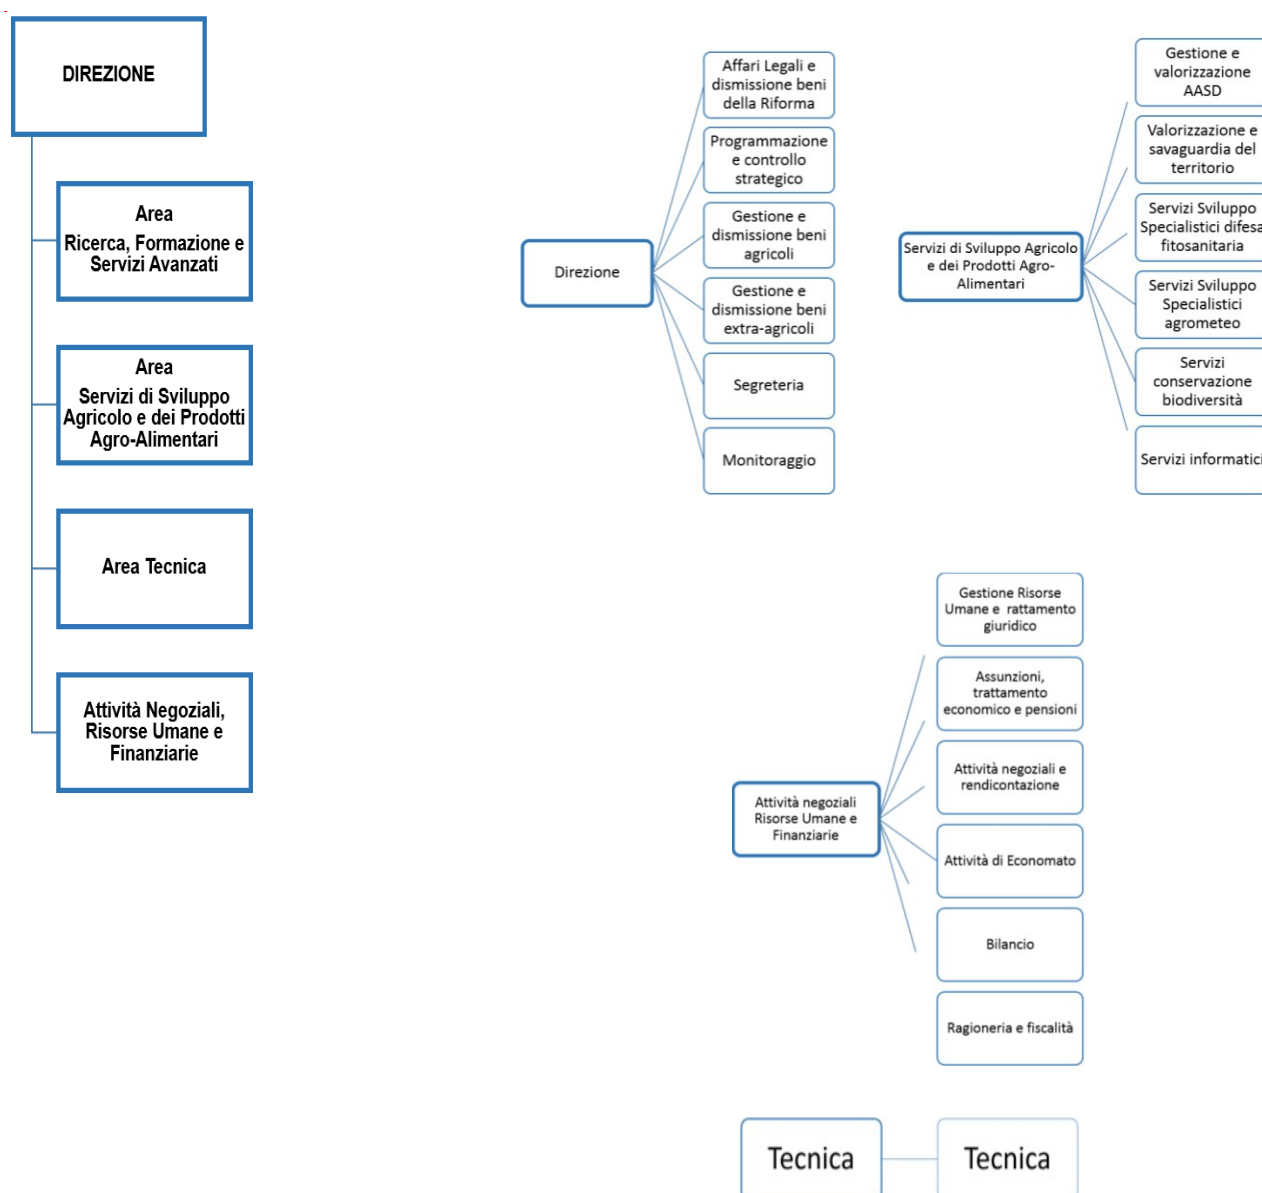 DIREZIONE
Area
Ricerca, Formazione e
Servizi Avanzati
Area
Servizi di Sviluppo
Agricolo e dei Prodotti
Agro-Alimentari
Area Tecnica
Attività Negoziali,
Risorse Umane e
Finanziarie
Direzione
Affari Legali e
dismissione beni
della Riforma
Programmazione
e controllo
strategico
Gestione e
dismissione beni
agricoli
Gestione e
dismissione beni
extra-agricoli
Segreteria
Monitoraggio
Servizi di Sviluppo Agricolo
e dei Prodotti Agro-
Alimentari
Gestione e
valorizzazione
AASD
Valorizzazione e
savaguardia del
territorio
Servizi Sviluppo
Specialistici difesa
fitosanitaria
Servizi Sviluppo
Specialistici
agrometeo
Servizi
conservazione
biodiversità
Servizi informatici
Attività negoziali
Risorse Umane e
Finanziarie
Gestione Risorse
Umane e rattamento
giuridico
Assunzioni,
trattamento
economico e pensioni
Attività negoziali e
rendicontazione
Attività di Economato
Bilancio
Ragioneria e fiscalità
Tecnica
Tecnica